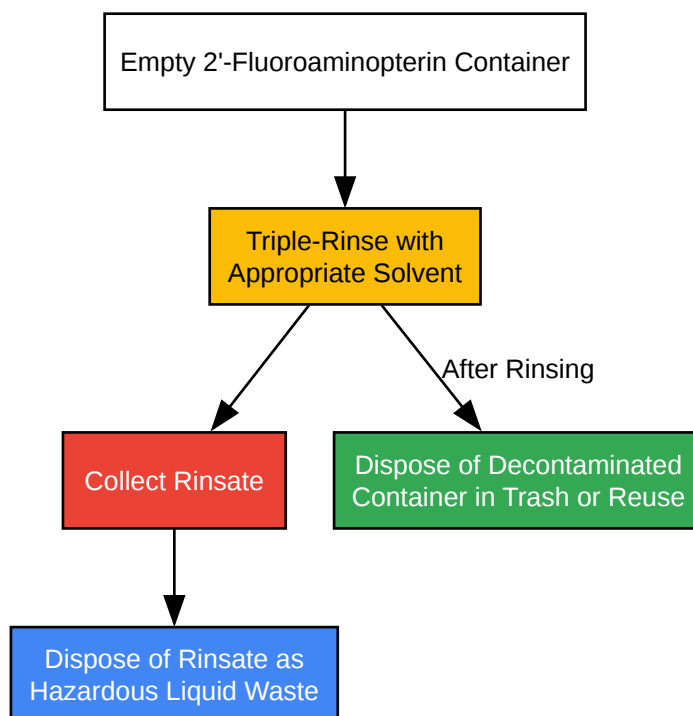 Empty 2'-Fluoroaminopterin Container
Triple-Rinse with
Appropriate Solvent
After Rinsing
Collect Rinsate
Dispose of Decontaminated
Container in Trash or Reuse
Dispose of Rinsate as
Hazardous Liquid Waste